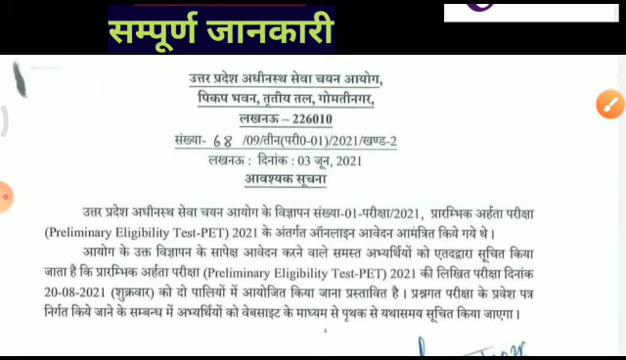 सम्पूर्ण जानकारी
उत्तर प्रदेश अधीनस्थ सेवा चयन आयोग,
पिकप भवन, तृतीय तल, गोमतीनगर,
लखनऊ – 226010
संख्या- 68 /09/तीन(परी0-01)/2021/खण्ड-2
लखनऊ : दिनांक : 03 जून, 2021
आवश्यक सूचना
उत्तर प्रदेश अधीनस्थ सेवा चयन आयोग के विज्ञापन संख्या-01-परीक्षा/2021, प्रारम्भिक अर्हता परीक्षा
(Preliminary Eligibility Test-PET) 2021 के अंतर्गत ऑनलाइन आवेदन आमंत्रित किये गये थे।
आयोग के उक्त विज्ञापन के सापेक्ष आवेदन करने वाले समस्त अभ्यर्थियों को एतदद्वारा सूचित किया
जाता है कि प्रारम्भिक अर्हता परीक्षा (Preliminary Eligibility Test-PET) 2021 की लिखित परीक्षा दिनांक
20-08-2021 (शुक्रवार) को दो पालियों में आयोजित किया जाना प्रस्तावित है। प्रश्नगत परीक्षा के प्रवेश पत्र
निर्गत किये जाने के सम्बन्ध में अभ्यर्थियों को वेबसाइट के माध्यम से पृथक से यथासमय सूचित किया जाएगा।